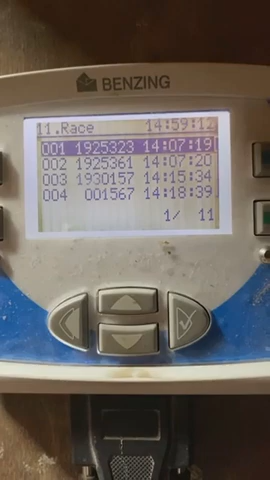 BENZING
11.Race 14:59:12
001 1925323 14:07:19
002 1925361 14:07:20
003 1930157 14:15:34
004 001567 14:18:39
1/ 11